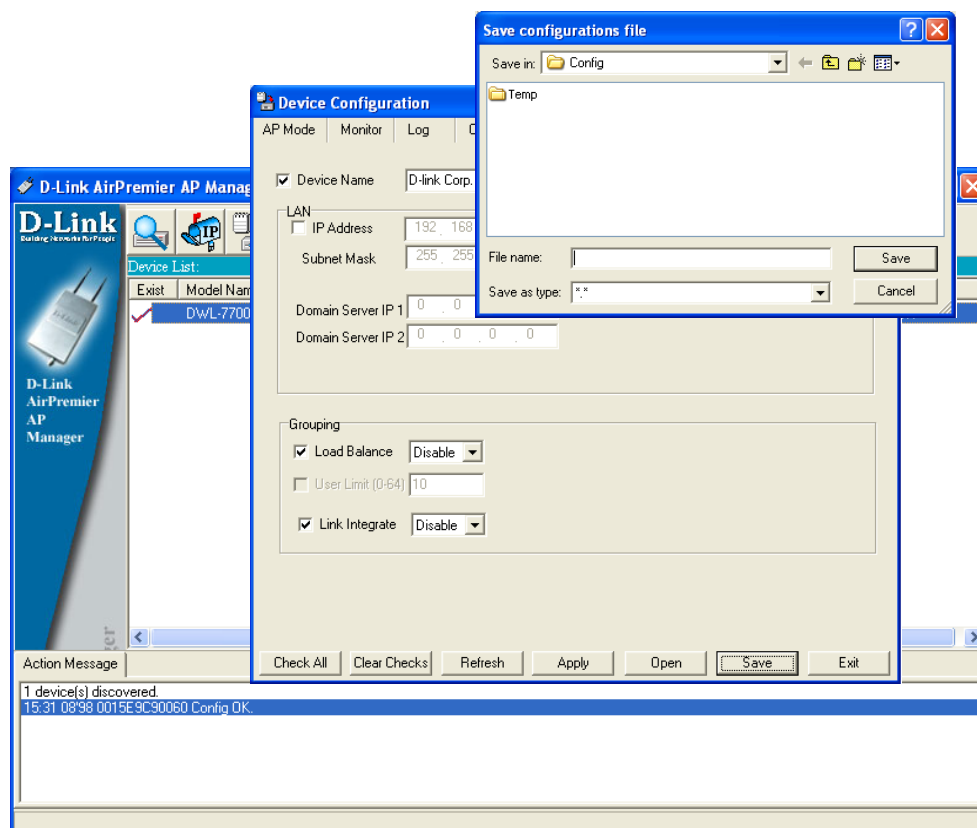 Save configurations file
Save in: Config
Temp
File name:
Save
Save as type: *.*
Cancel
Device Configuration
AP Mode Monitor Log
Device Name D-link Corp.
LAN
IP Address 192 . 168
Subnet Mask 255 . 255
Domain Server IP 1 0 . 0
Domain Server IP 2 0 . 0 . 0 . 0
Grouping
Load Balance Disable
User Limit (0-64) 10
Link Integrate Disable
Check All Clear Checks Refresh Apply Open Save Exit
D-Link AirPremier AP Manag
D-Link
Building Networks for People
IP
Device List:
Exist Model Nam
DWL-7700
D-Link
AirPremier
AP
Manager
Action Message
1 device(s) discovered.
15:31 08'98 0015E9C90060 Config OK.